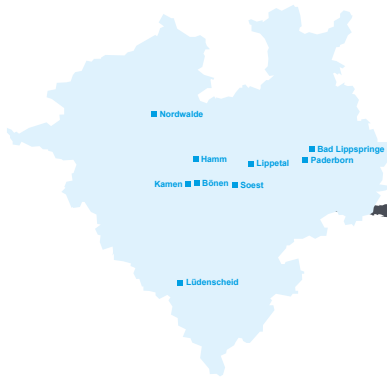 Nordwalde
Bad Lippspringe
Hamm
Paderborn
Lippetal
Kamen
Bönen
Soest
Lüdenscheid